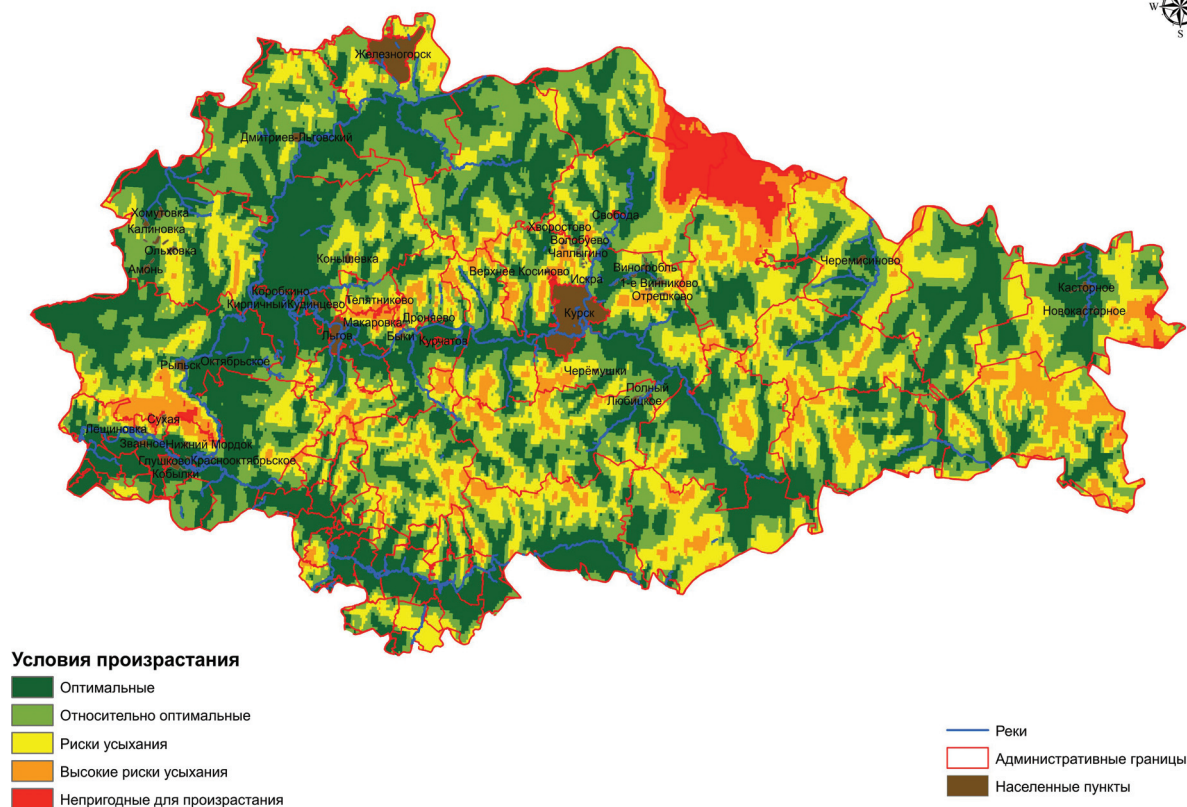 W
S
Железногорск
Дмитриев-Льговский
Свобода
Хомутовка
Хворостово
Калиновка
Волобуево
Ольховка
Чаплыгино
Конышевка
Черемисиново
Амонь
Верхнее Косиново
Виногробль
Искра
1-е Винниково
Касторное
Коробкино
Отрешково
Кирпичный
Кудинцево
Телятниково
Новокасторное
Курск
Макаровка
Дроняево
Льгов
Быки
Курчатов
Рыльск
Октябрьское
Черёмушки
Полный
Любицкое
Сухая
Лещиновка
Званное
Нижний Мордок
Глушково
Краснооктябрьское
Кобылки
Условия произрастания
Оптимальные
Относительно оптимальные
Риски усыхания
Высокие риски усыхания
Непригодные для произрастания
Реки
Административные границы
Населенные пункты